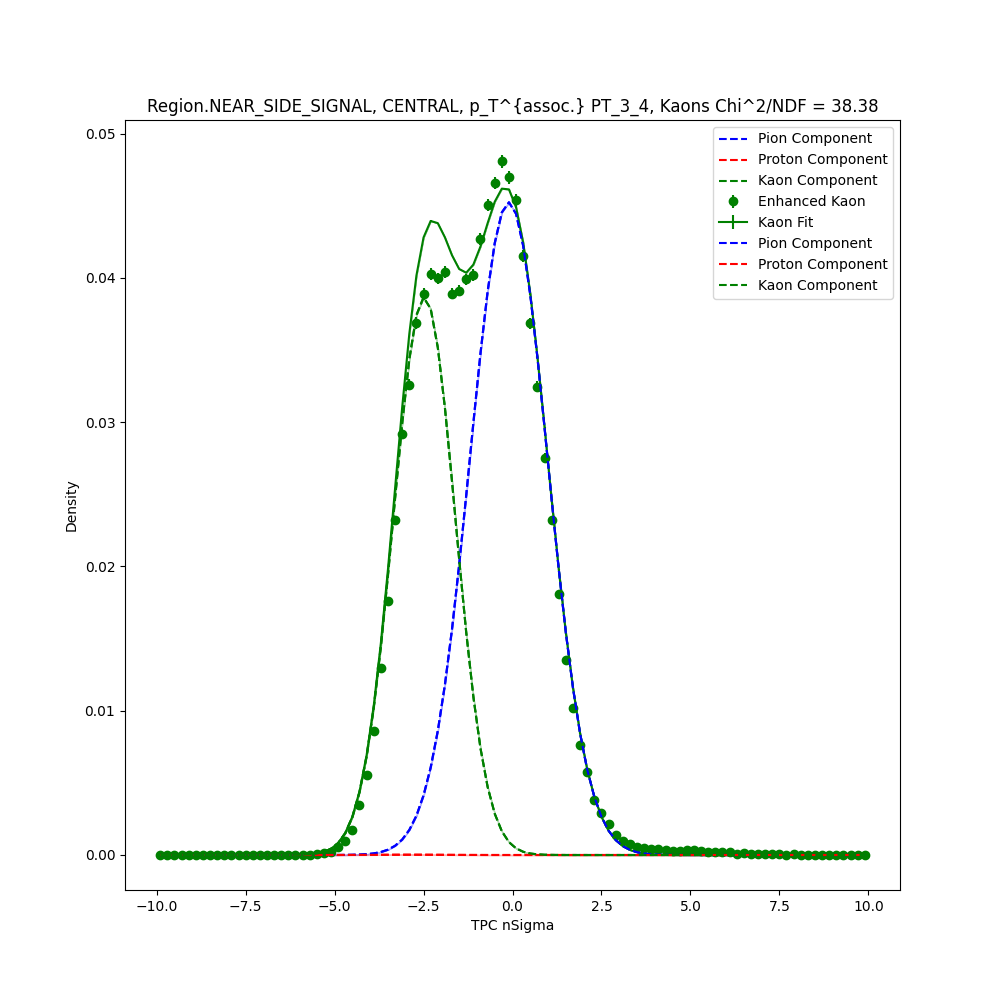 Region.NEAR_SIDE_SIGNAL, CENTRAL, p_T^{assoc.} PT_3_4, Kaons Chi^2/NDF = 38.38
Pion Component
Proton Component
Kaon Component
Enhanced Kaon
Kaon Fit
Pion Component
Proton Component
Kaon Component
0.05
0.04
0.03
0.02
0.01
0.00
Density
−10.0 −7.5 −5.0 −2.5 0.0 2.5 5.0 7.5 10.0
TPC nSigma